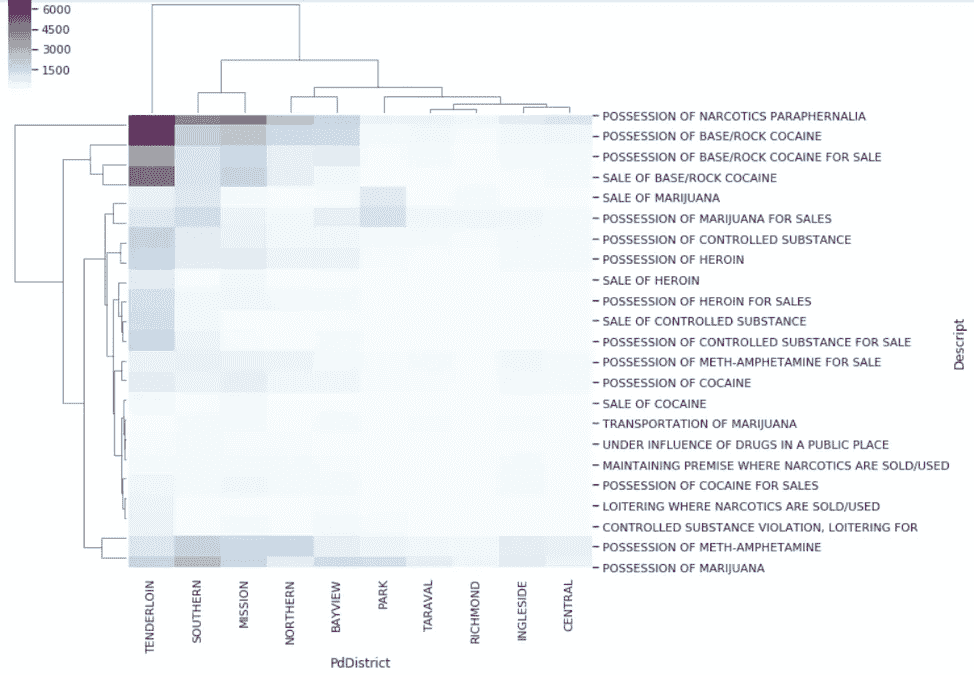 6000
4500
3000
1500
POSSESSION OF NARCOTICS PARAPHERNALIA
POSSESSION OF BASE/ROCK COCAINE
POSSESSION OF BASE/ROCK COCAINE FOR SALE
SALE OF BASE/ROCK COCAINE
SALE OF MARIJUANA
POSSESSION OF MARIJUANA FOR SALES
POSSESSION OF CONTROLLED SUBSTANCE
POSSESSION OF HEROIN
SALE OF HEROIN
POSSESSION OF HEROIN FOR SALES
SALE OF CONTROLLED SUBSTANCE
POSSESSION OF CONTROLLED SUBSTANCE FOR SALE
POSSESSION OF METH-AMPHETAMINE FOR SALE
POSSESSION OF COCAINE
SALE OF COCAINE
TRANSPORTATION OF MARIJUANA
UNDER INFLUENCE OF DRUGS IN A PUBLIC PLACE
MAINTAINING PREMISE WHERE NARCOTICS ARE SOLD/USED
POSSESSION OF COCAINE FOR SALES
LOITERING WHERE NARCOTICS ARE SOLD/USED
CONTROLLED SUBSTANCE VIOLATION, LOITERING FOR
POSSESSION OF METH-AMPHETAMINE
POSSESSION OF MARIJUANA
Descript
TENDERLOIN
SOUTHERN
MISSION
NORTHERN
BAYVIEW
PARK
TARAVAL
RICHMOND
INGLESIDE
CENTRAL
PdDistrict